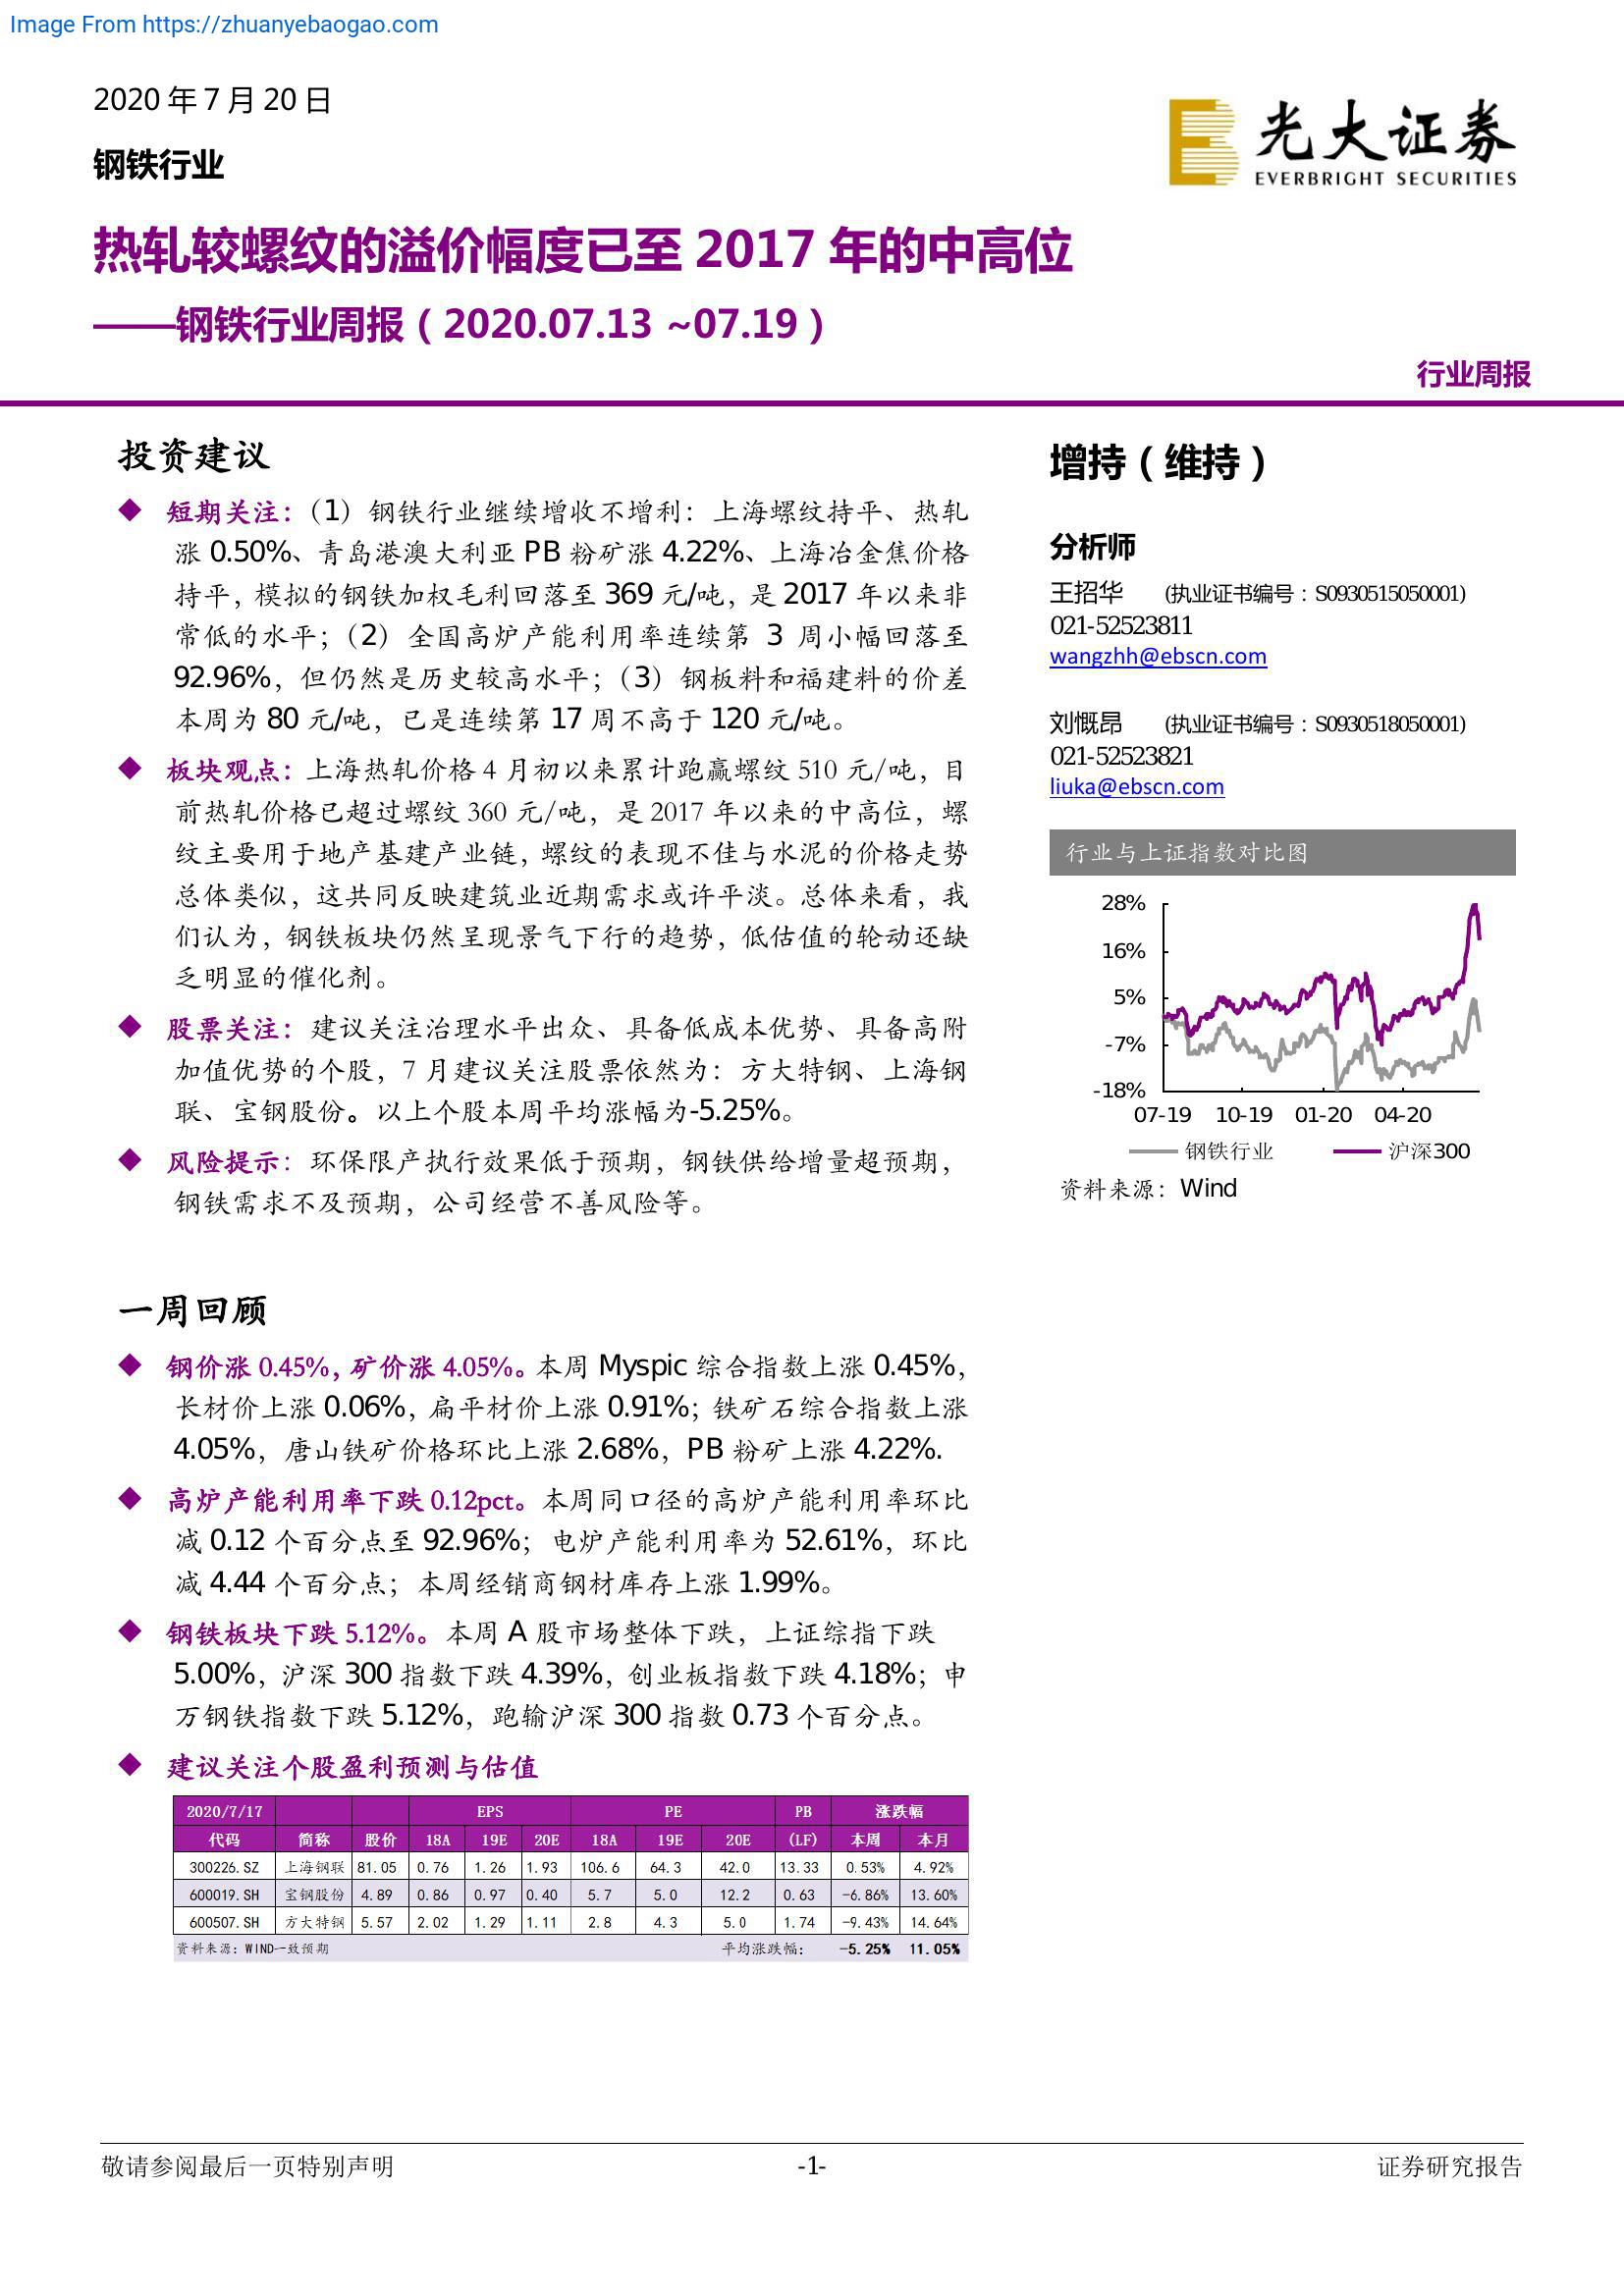 Image From https://zhuanyebaogao.com
2020 年 7 月 20 日
钢铁行业
光大证券
EVERBRIGHT SECURITIES
热轧较螺纹的溢价幅度已至 2017 年的中高位
——钢铁行业周报（2020.07.13 ~07.19）
行业周报
投资建议
◆ 短期关注：（1）钢铁行业继续增收不增利：上海螺纹持平、热轧
涨 0.50%、青岛港澳大利亚 PB 粉矿涨 4.22%、上海冶金焦价格
持平，模拟的钢铁加权毛利回落至 369 元/吨，是 2017 年以来非
常低的水平；（2）全国高炉产能利用率连续第 3 周小幅回落至
92.96%，但仍然是历史较高水平；（3）钢板料和福建料的价差
本周为 80 元/吨，已是连续第 17 周不高于 120 元/吨。
◆ 板块观点：上海热轧价格 4 月初以来累计跑赢螺纹 510 元/吨，目
前热轧价格已超过螺纹 360 元/吨，是 2017 年以来的中高位，螺
纹主要用于地产基建产业链，螺纹的表现不佳与水泥的价格走势
总体类似，这共同反映建筑业近期需求或许平淡。总体来看，我
们认为，钢铁板块仍然呈现景气下行的趋势，低估值的轮动还缺
乏明显的催化剂。
◆ 股票关注：建议关注治理水平出众、具备低成本优势、具备高附
加值优势的个股，7 月建议关注股票依然为：方大特钢、上海钢
联、宝钢股份。以上个股本周平均涨幅为-5.25%。
◆ 风险提示：环保限产执行效果低于预期，钢铁供给增量超预期，
钢铁需求不及预期，公司经营不善风险等。
一周回顾
◆ 钢价涨 0.45%，矿价涨 4.05%。本周 Myspic 综合指数上涨 0.45%，
长材价上涨 0.06%，扁平材价上涨 0.91%；铁矿石综合指数上涨
4.05%，唐山铁矿价格环比上涨 2.68%，PB 粉矿上涨 4.22%.
◆ 高炉产能利用率下跌 0.12pct。本周同口径的高炉产能利用率环比
减 0.12 个百分点至 92.96%；电炉产能利用率为 52.61%，环比
减 4.44 个百分点；本周经销商钢材库存上涨 1.99%。
◆ 钢铁板块下跌 5.12%。本周 A 股市场整体下跌，上证综指下跌
5.00%，沪深 300 指数下跌 4.39%，创业板指数下跌 4.18%；申
万钢铁指数下跌 5.12%，跑输沪深 300 指数 0.73 个百分点。
◆ 建议关注个股盈利预测与估值
2020/7/17 EPS PE PB 涨跌幅
代码 简称 股价 18A 19E 20E 18A 19E 20E (LF) 本周 本月
300226.SZ 上海钢联 81.05 0.76 1.26 1.93 106.6 64.3 42.0 13.33 0.53% 4.92%
600019.SH 宝钢股份 4.89 0.86 0.97 0.40 5.7 5.0 12.2 0.63 -6.86% 13.60%
600507.SH 方大特钢 5.57 2.02 1.29 1.11 2.8 4.3 5.0 1.74 -9.43% 14.64%
资料来源：WIND一致预期 平均涨跌幅： -5.25% 11.05%
增持（维持）
分析师
王招华 (执业证书编号：S0930515050001)
021-52523811
wangzhh@ebscn.com
刘慨昂 (执业证书编号：S0930518050001)
021-52523821
liuka@ebscn.com
行业与上证指数对比图
28%
16%
5%
-7%
-18%
07-19 10-19 01-20 04-20
钢铁行业 沪深300
资料来源：Wind
敬请参阅最后一页特别声明 -1- 证券研究报告